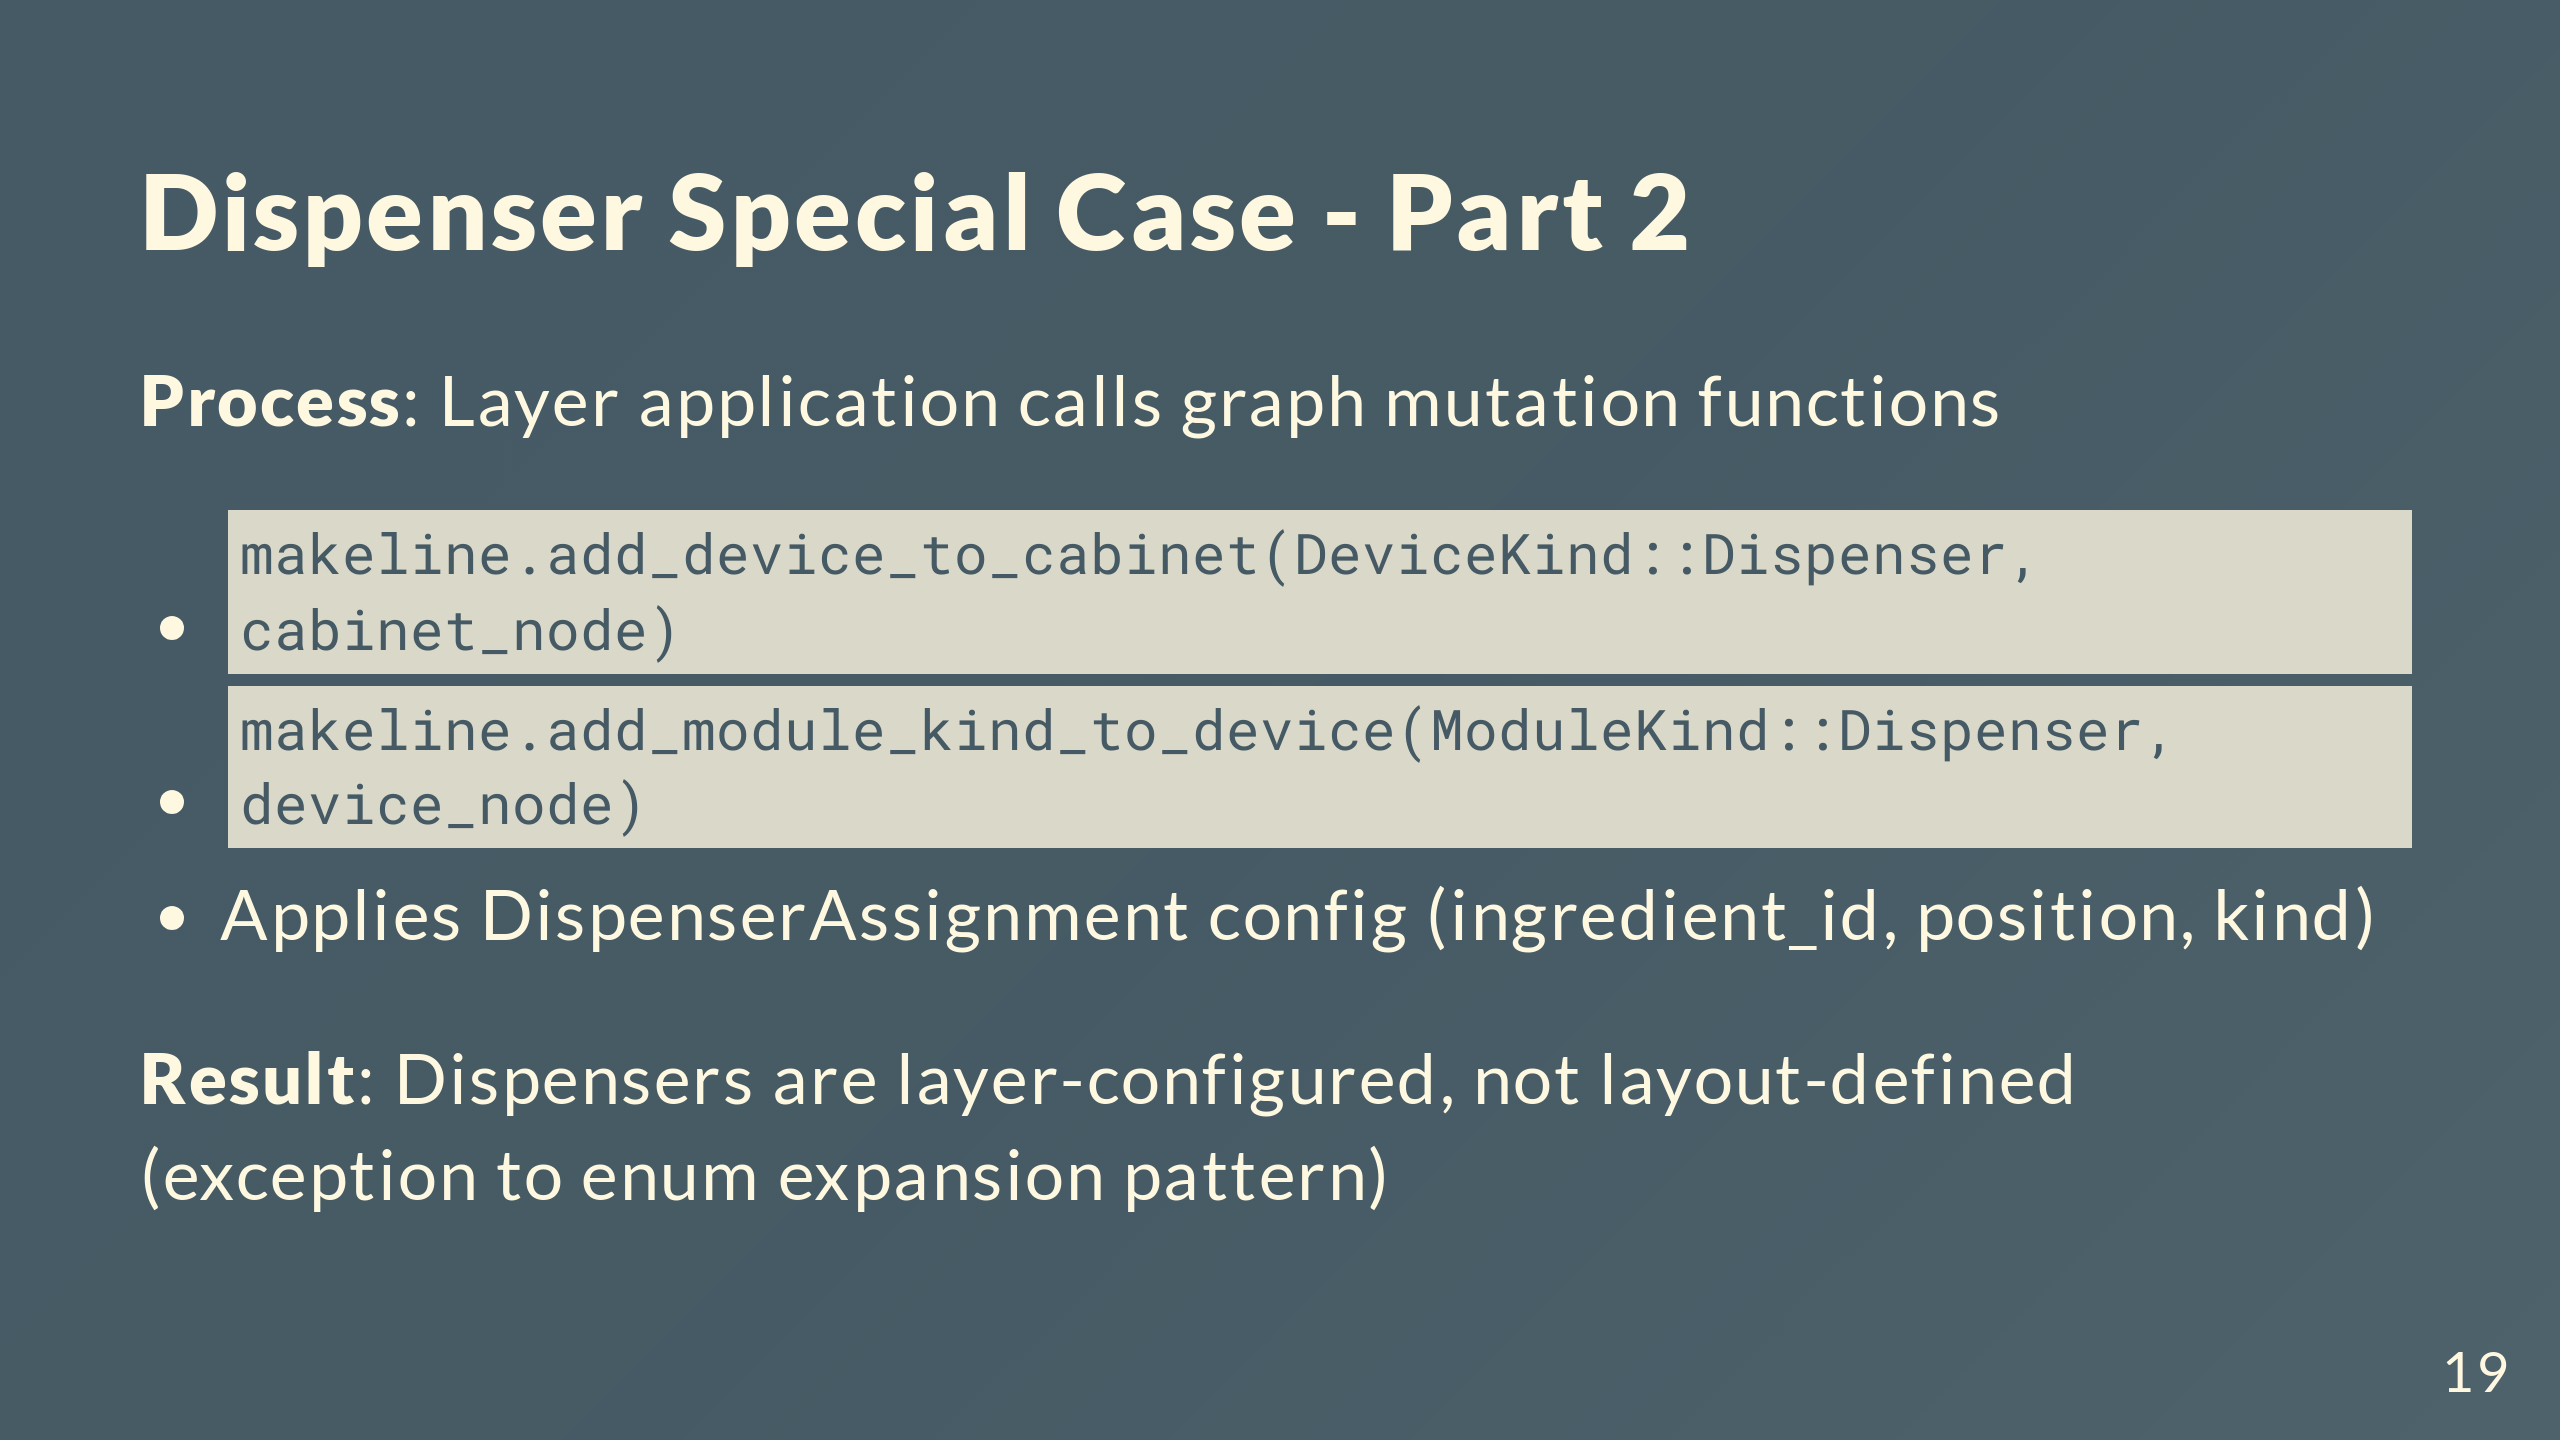 Dispenser Special Case - Part 2
Process: Layer application calls graph mutation functions
• makeline.add_device_to_cabinet(DeviceKind::Dispenser,
cabinet_node)
• makeline.add_module_kind_to_device(ModuleKind::Dispenser,
device_node)
• Applies DispenserAssignment config (ingredient_id, position, kind)
Result: Dispensers are layer-configured, not layout-defined
(exception to enum expansion pattern)
19